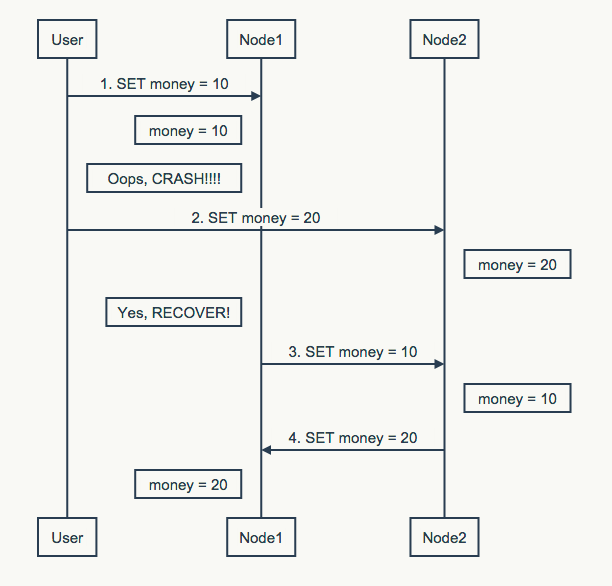 User
Node1
Node2
1. SET money = 10
money = 10
Oops, CRASH!!!!
2. SET money = 20
money = 20
Yes, RECOVER!
3. SET money = 10
money = 10
4. SET money = 20
money = 20
User
Node1
Node2